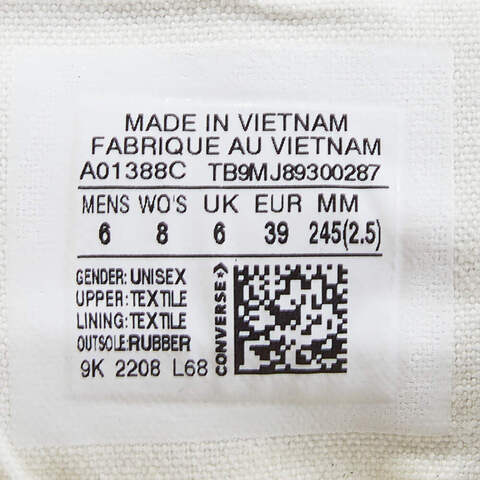 MADE IN VIETNAM
FABRIQUE AU VIETNAM
A01388C TB9MJ89300287
MENS WO'S UK EUR MM
6 8 6 39 245(2.5)
GENDER: UNISEX
UPPER: TEXTILE
LINING: TEXTILE
OUTSOLE: RUBBER
9K 2208 L68
CONVERSE